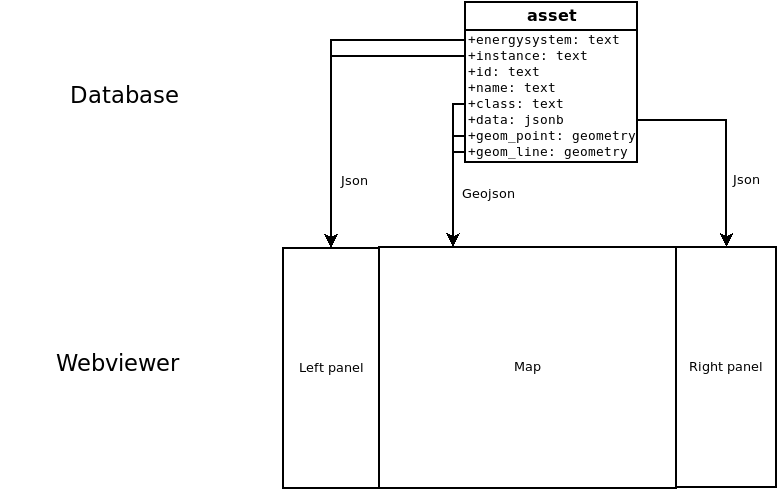 asset
+energysystem: text
+instance: text
+id: text
+name: text
+class: text
+data: jsonb
+geom_point: geometry
+geom_line: geometry
Database
Json
Geojson
Json
Webviewer
Left panel
Map
Right panel